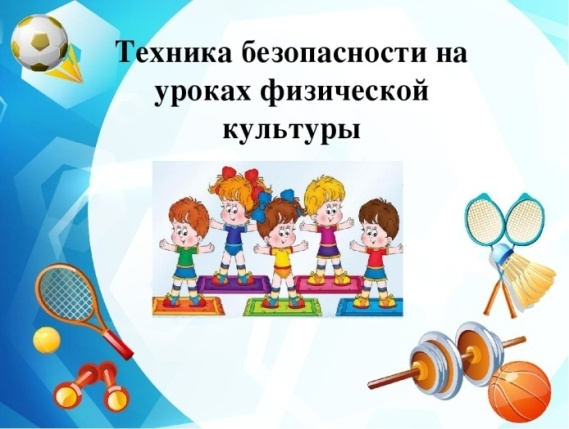 Техника безопасности на
уроках физической
культуры